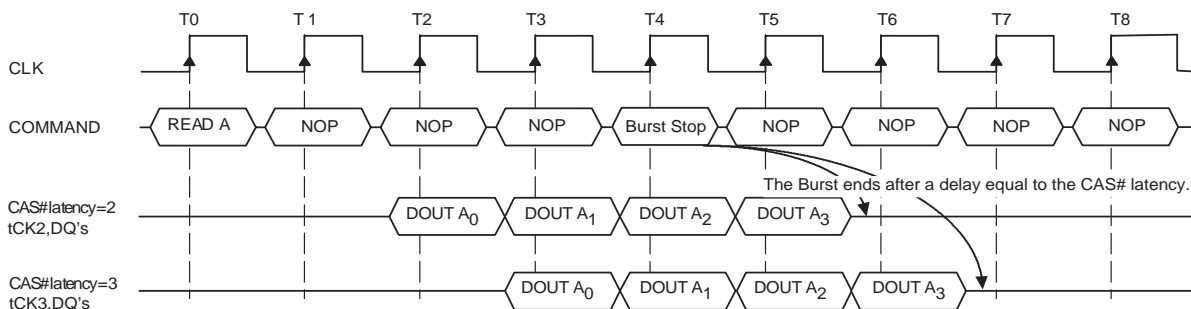 T0 T 1 T2 T3 T4 T5 T6 T7 T8
CLK
COMMAND READ A NOP NOP NOP Burst Stop NOP NOP NOP NOP
The Burst ends after a delay equal to the CAS# latency.
CAS#latency=2
tCK2,DQ's
DOUT A0 DOUT A1 DOUT A2 DOUT A3
CAS#latency=3
tCK3,DQ's
DOUT A0 DOUT A1 DOUT A2 DOUT A3